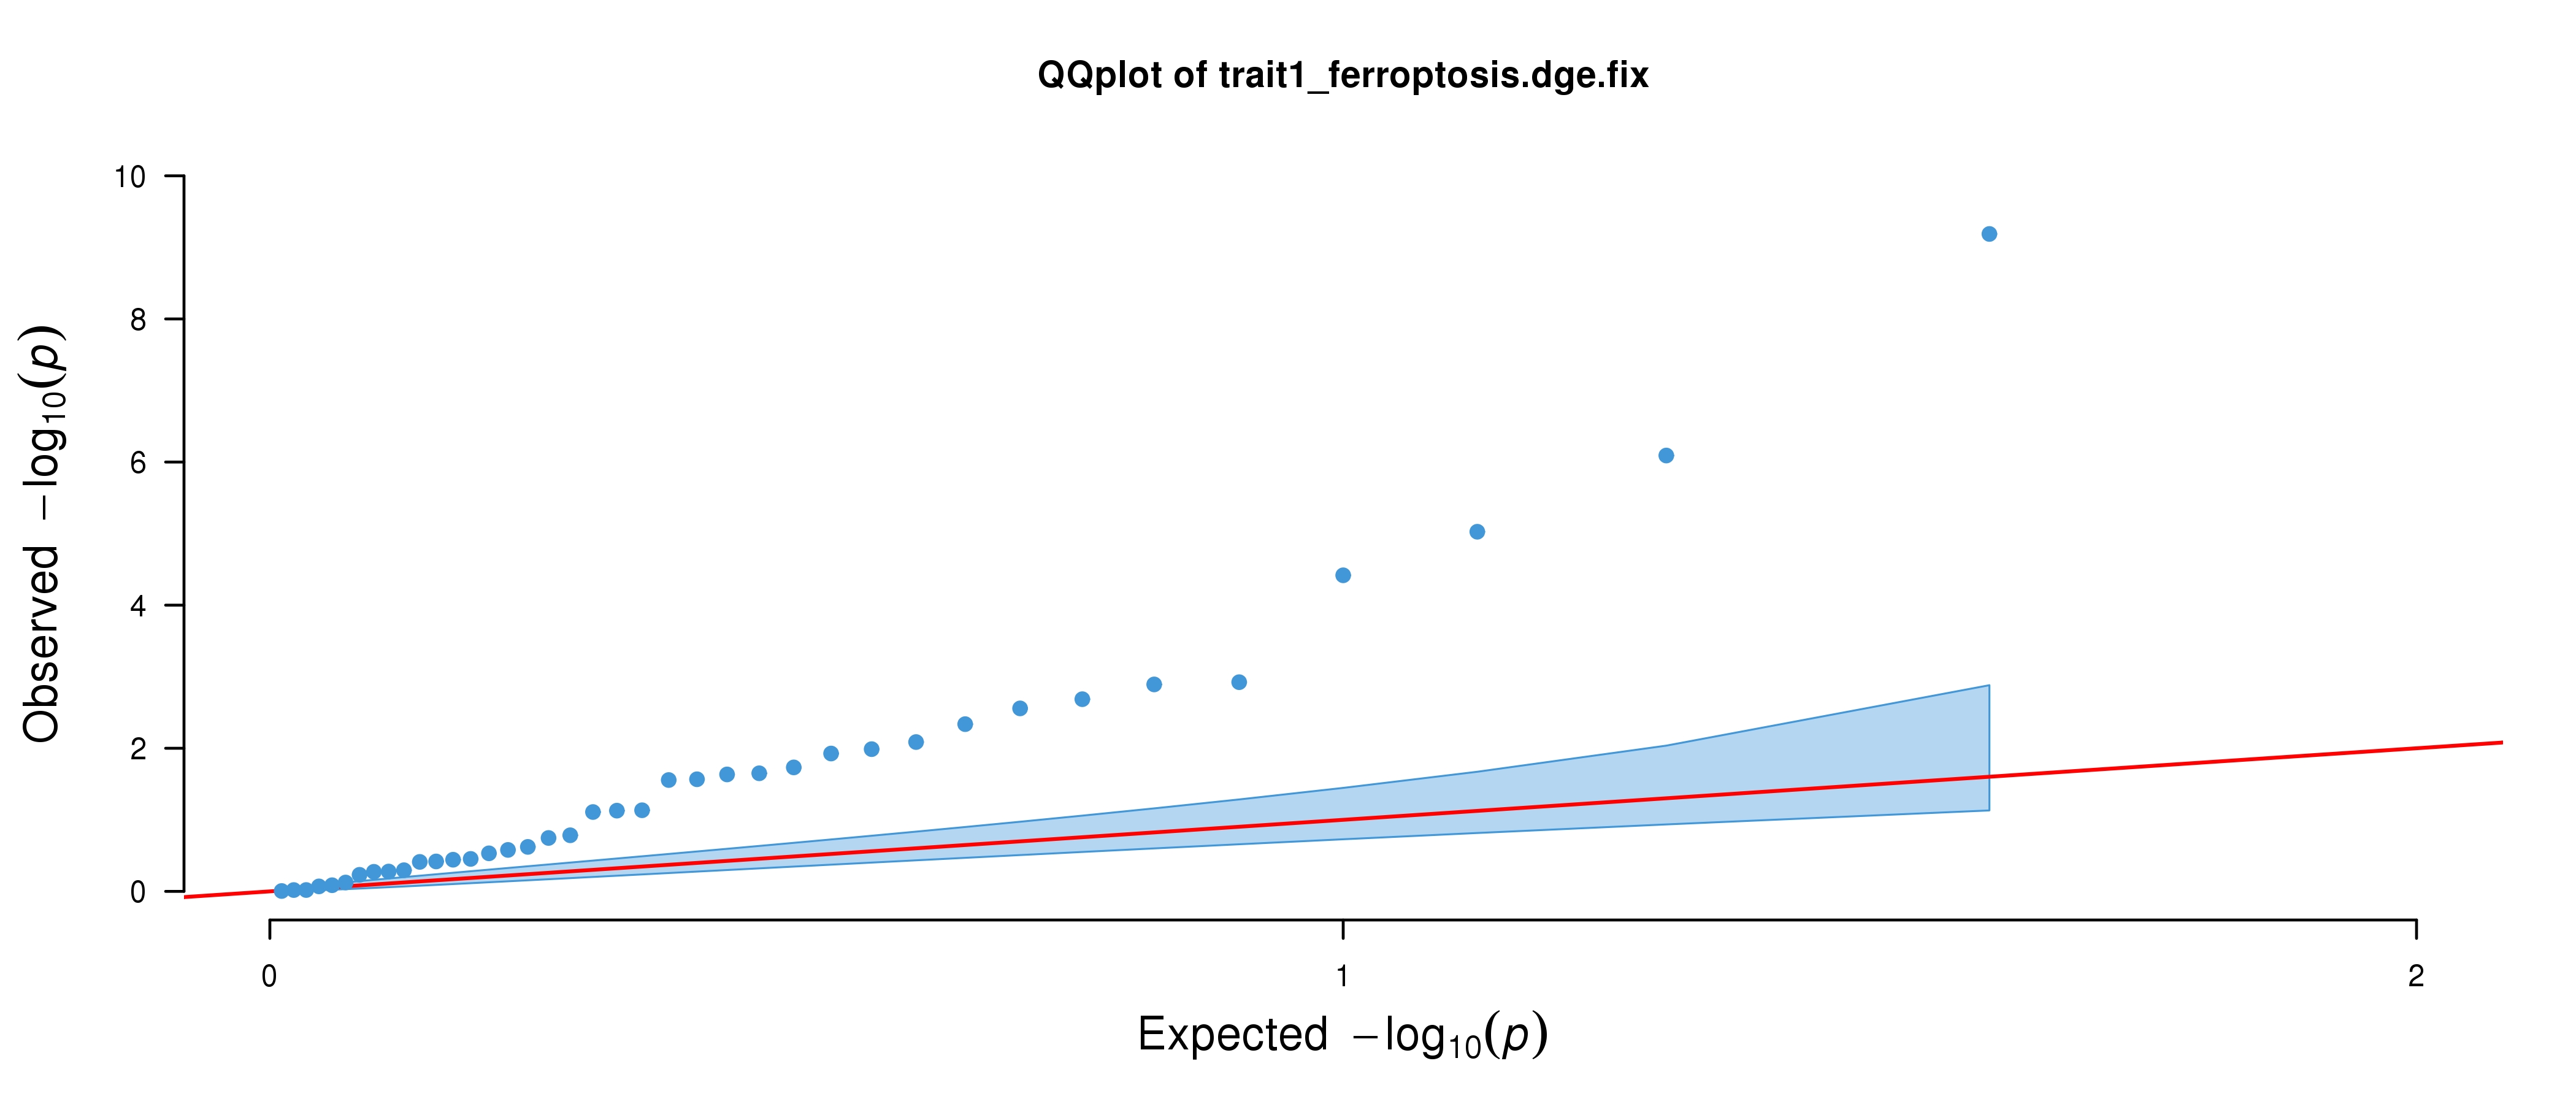 QQplot of trait1_ferroptosis.dge.fix
Observed −log10(p)
10
8
6
4
2
0
0 1 2
Expected −log10(p)